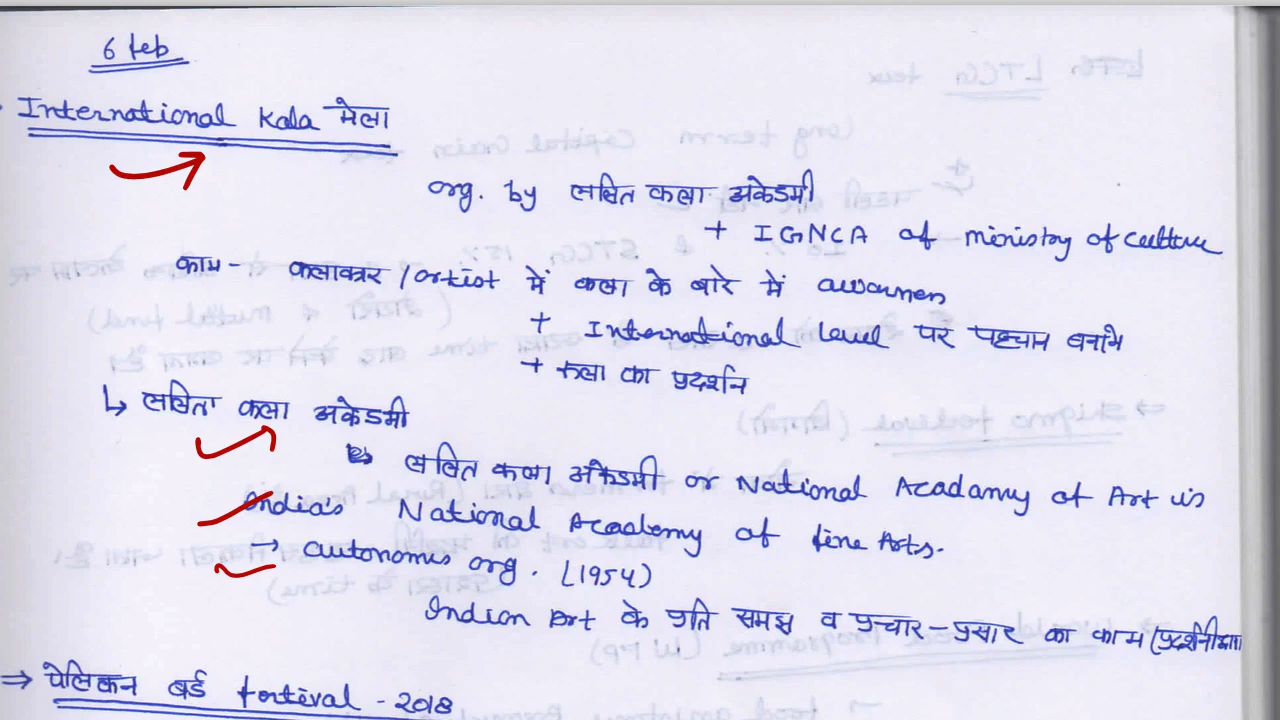 6 Feb
International Kala मेला
org. by ललित कला अकेडमी
+ IGNCA of ministry of culture
काम - कलाकार / artist में कला के बारे में awarnes
+ International level पर पहचान बनाने
+ कला का प्रदर्शन
↳ ललिता कला अकेडमी
ललित कला अकेडमी or National Acadamy of Art is
India's National Academy of fine Arts.
→ autonomus org. (1954)
Indian Art के प्रति समझ व प्रचार-प्रसार का काम (प्रदर्शनी द्वारा
⇒ पेलिकन बर्ड festival - 2018